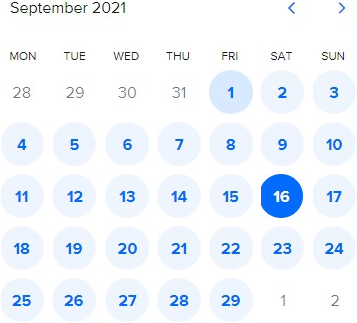 September 2021
MON TUE WED THU FRI SAT SUN
28 29 30 31 1 2 3
4 5 6 7 8 9 10
11 12 13 14 15 16 17
18 19 20 21 22 23 24
25 26 27 28 29 1 2